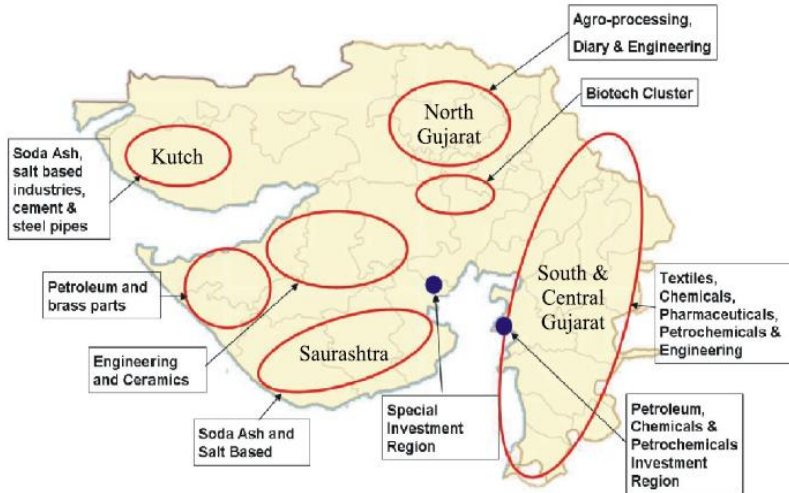 Agro-processing,
Diary & Engineering
Biotech Cluster
North
Gujarat
Kutch
Soda Ash,
salt based
industries,
cement &
steel pipes
Petroleum and
brass parts
South &
Central
Gujarat
Textiles,
Chemicals,
Pharmaceuticals,
Petrochemicals &
Engineering
Engineering
and Ceramics
Saurashtra
Soda Ash and
Salt Based
Special
Investment
Region
Petroleum,
Chemicals &
Petrochemicals
Investment
Region